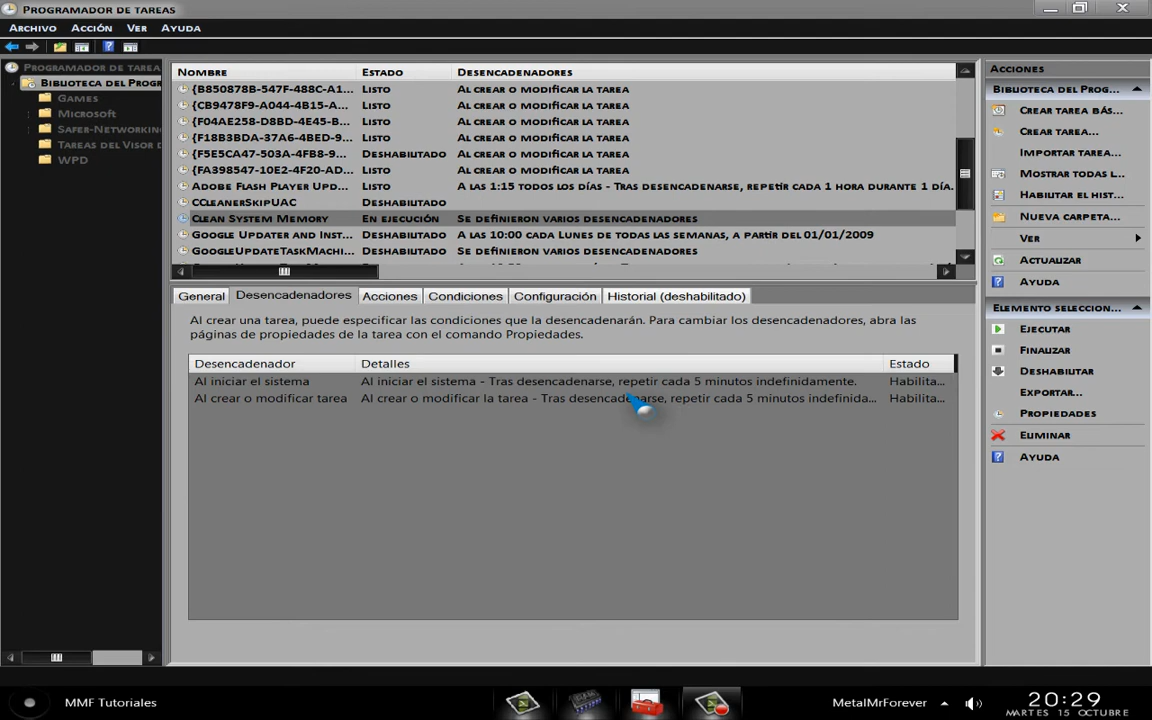 Programador de tareas
Archivo Acción Ver Ayuda
Programador de tarea
Biblioteca del Progr
Games
Microsoft
Safer-Networkin
Tareas del Visor d
WPD
Nombre Estado Desencadenadores
{B850878B-547F-488C-A1... Listo Al crear o modificar la tarea
{CB9478F9-A044-4B15-A... Listo Al crear o modificar la tarea
{F04AE258-D8BD-4E45-B... Listo Al crear o modificar la tarea
{F18B3BDA-37A6-4BED-9... Listo Al crear o modificar la tarea
{F5E5CA47-503A-4FB8-9... Deshabilitado Al crear o modificar la tarea
{FA398547-10E2-4F20-AD... Listo Al crear o modificar la tarea
Adobe Flash Player Upd... Listo A las 1:15 todos los días - Tras desencadenarse, repetir cada 1 hora durante 1 día.
CCleanerSkipUAC Deshabilitado
Clean System Memory En ejecución Se definieron varios desencadenadores
Google Updater and Inst... Deshabilitado A las 10:00 cada Lunes de todas las semanas, a partir del 01/01/2009
GoogleUpdateTaskMachi... Deshabilitado Se definieron varios desencadenadores
General Desencadenadores Acciones Condiciones Configuración Historial (deshabilitado)
Al crear una tarea, puede especificar las condiciones que la desencadenarán. Para cambiar los desencadenadores, abra las
páginas de propiedades de la tarea con el comando Propiedades.
Desencadenador Detalles Estado
Al iniciar el sistema Al iniciar el sistema - Tras desencadenarse, repetir cada 5 minutos indefinidamente. Habilita...
Al crear o modificar tarea Al crear o modificar la tarea - Tras desencadenarse, repetir cada 5 minutos indefinida... Habilita...
Acciones
Biblioteca del Prog...
Crear tarea bás...
Crear tarea...
Importar tarea...
Mostrar todas l...
Habilitar el hist...
Nueva carpeta...
Ver
Actualizar
Ayuda
Elemento seleccion...
Ejecutar
Finalizar
Deshabilitar
Exportar...
Propiedades
Eliminar
Ayuda
MMF Tutoriales
MetalMrForever
20:29
martes 15 octubre